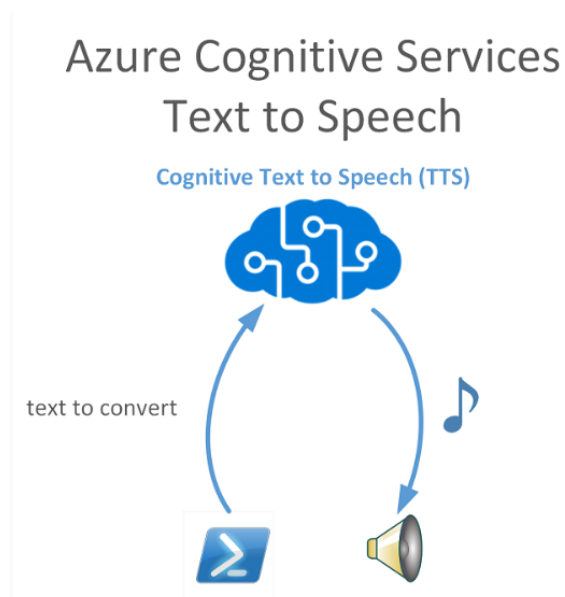 Azure Cognitive Services
Text to Speech
Cognitive Text to Speech (TTS)
text to convert